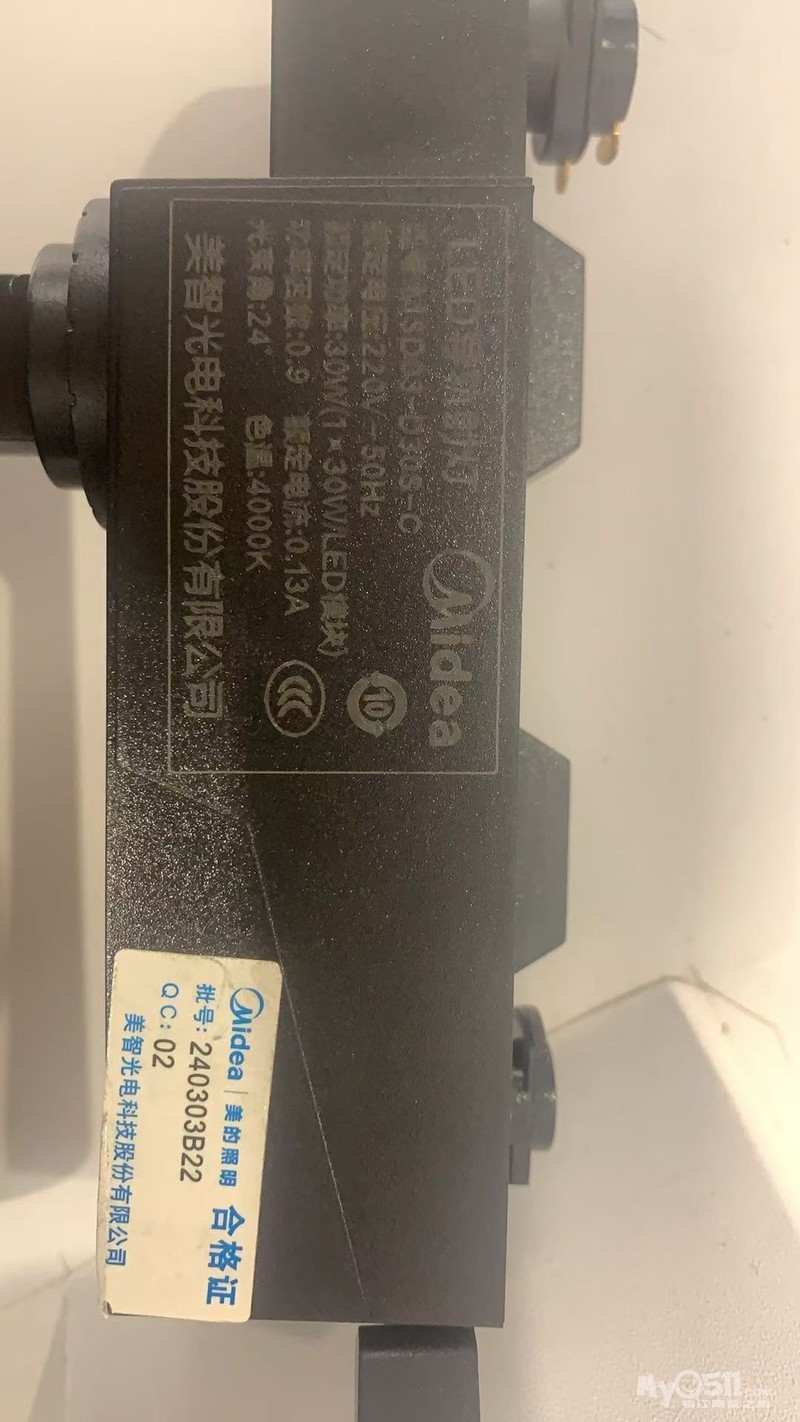 LED导轨射灯
Midea
额定电压:220V~50Hz
额定功率:30W(1×30W/LED模块)
功率因数:0.9 额定电流:0.13A
光束角:24° 色温:4000K
10
美智光电科技股份有限公司
Midea | 美的照明 合格证
批号: 240303B22
QC: 02
美智光电科技股份有限公司
My0511.COM